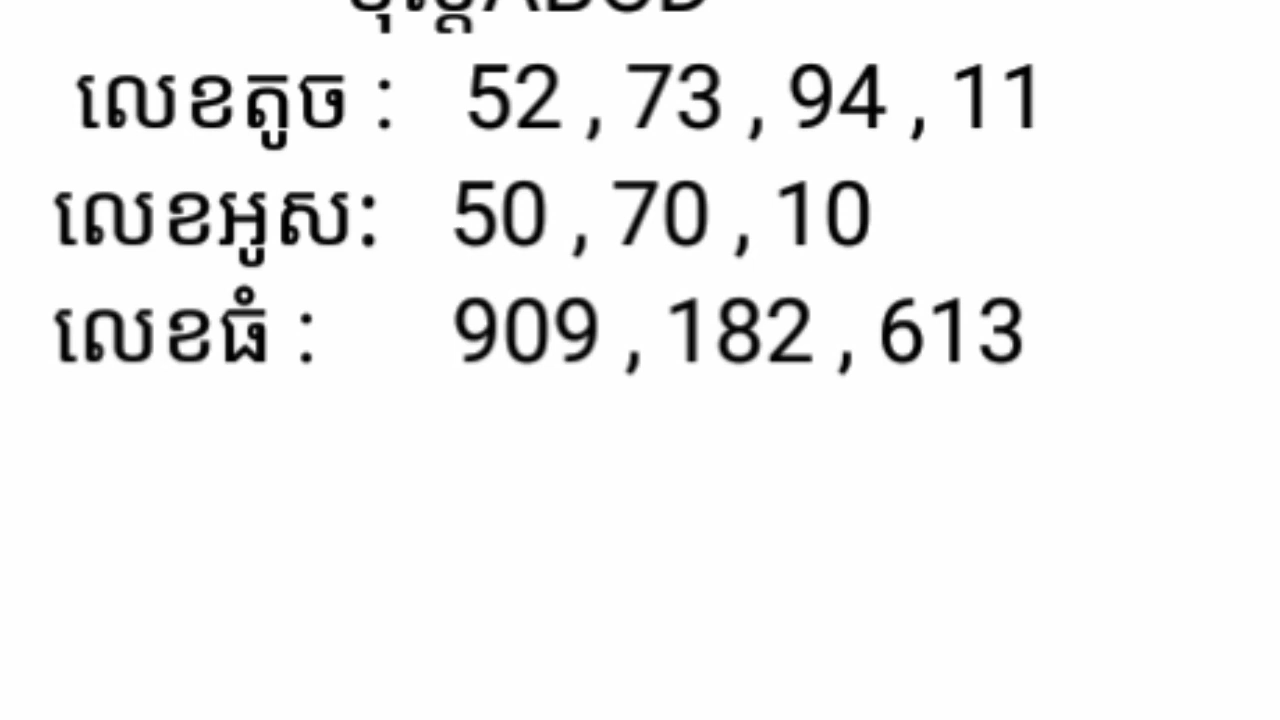 លេខតូច : 52 , 73 , 94 , 11
លេខអូស: 50 , 70 , 10
លេខធំ : 909 , 182 , 613